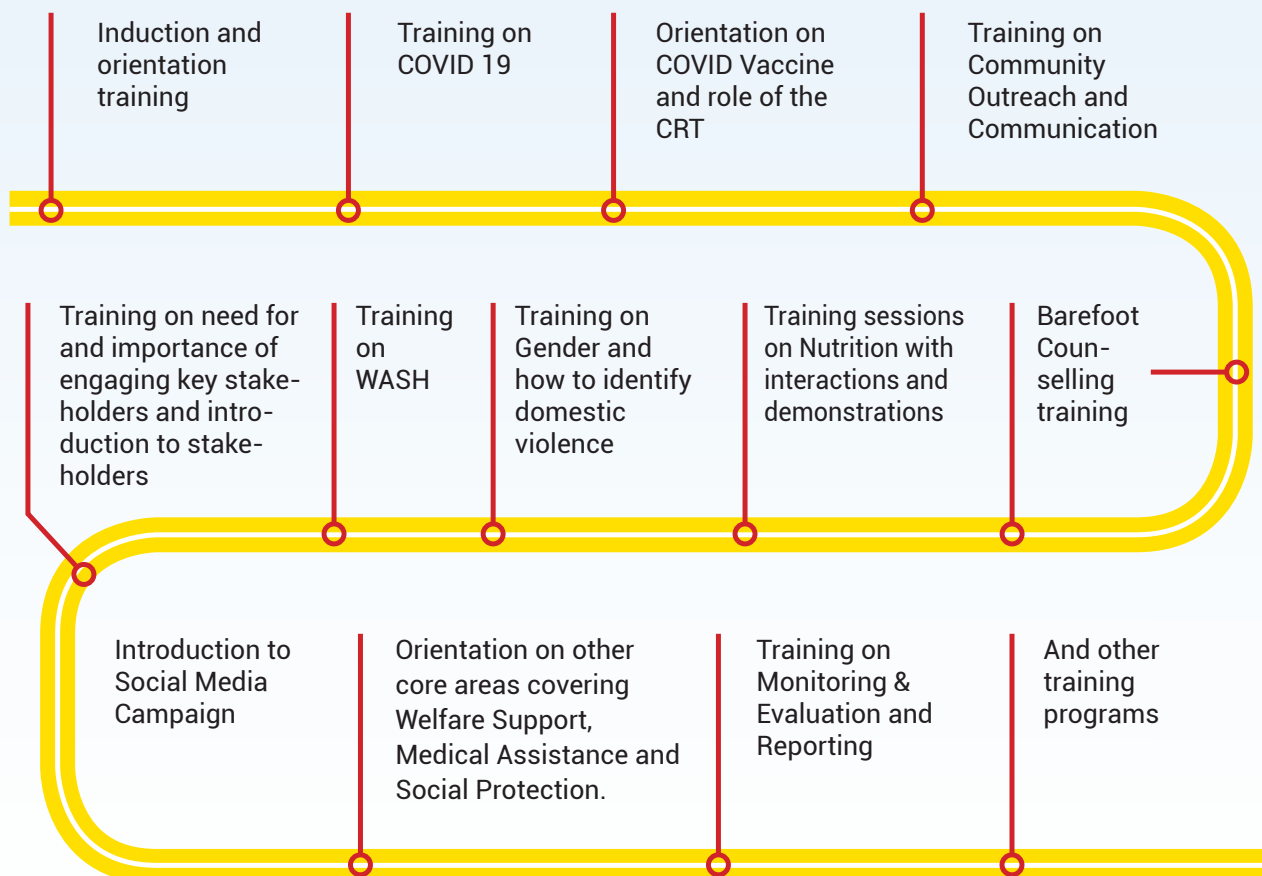 Induction and
orientation
training
Training on
COVID 19
Orientation on
COVID Vaccine
and role of the
CRT
Training on
Community
Outreach and
Communication
Training on need for
and importance of
engaging key stake-
holders and intro-
duction to stake-
holders
Training
on
WASH
Training on
Gender and
how to identify
domestic
violence
Training sessions
on Nutrition with
interactions and
demonstrations
Barefoot
Coun-
selling
training
Introduction to
Social Media
Campaign
Orientation on other
core areas covering
Welfare Support,
Medical Assistance and
Social Protection.
Training on
Monitoring &
Evaluation and
Reporting
And other
training
programs